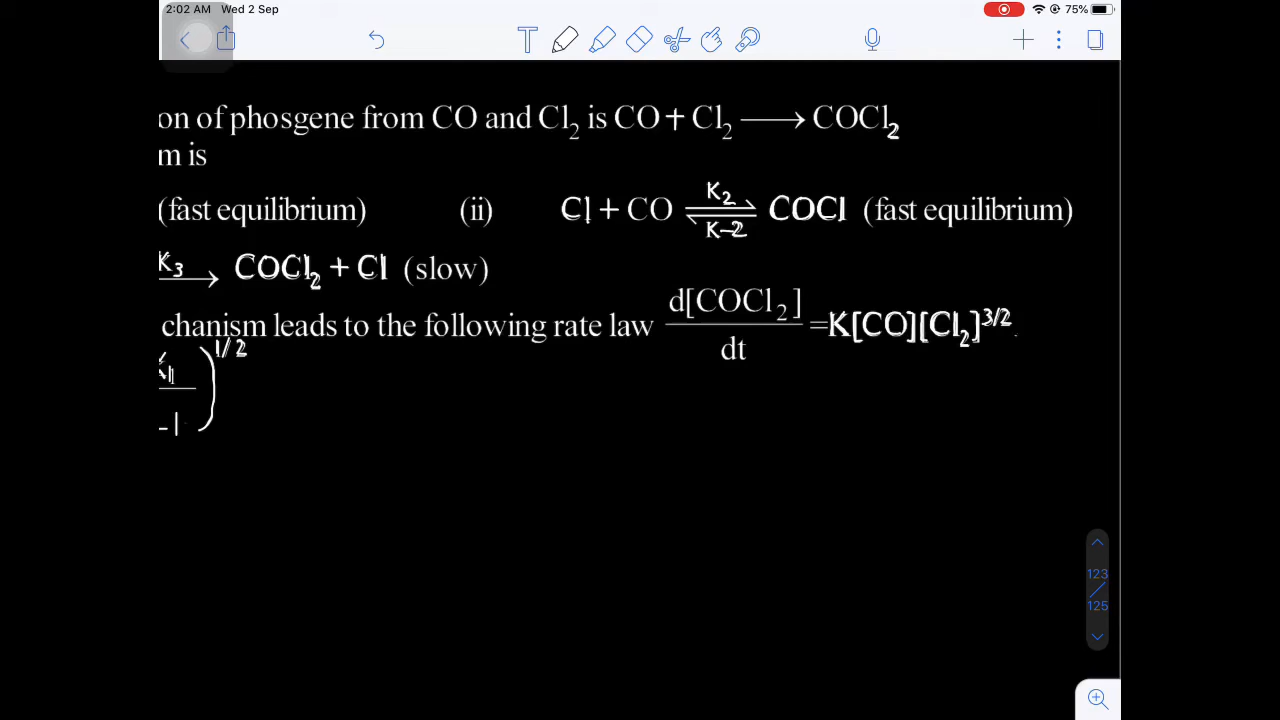 2:02 AM Wed 2 Sep 75%
on of phosgene from CO and Cl₂ is CO + Cl₂ ⟶ COCl₂
m is
(fast equilibrium) (ii) Cl + CO ⇌ COCl (fast equilibrium) K₂ K-2
K₃ ⟶ COCl₂ + Cl (slow)
chanism leads to the following rate law d[COCl₂]/dt = K[CO][Cl₂]^3/2.
)^1/2
–1
123
125